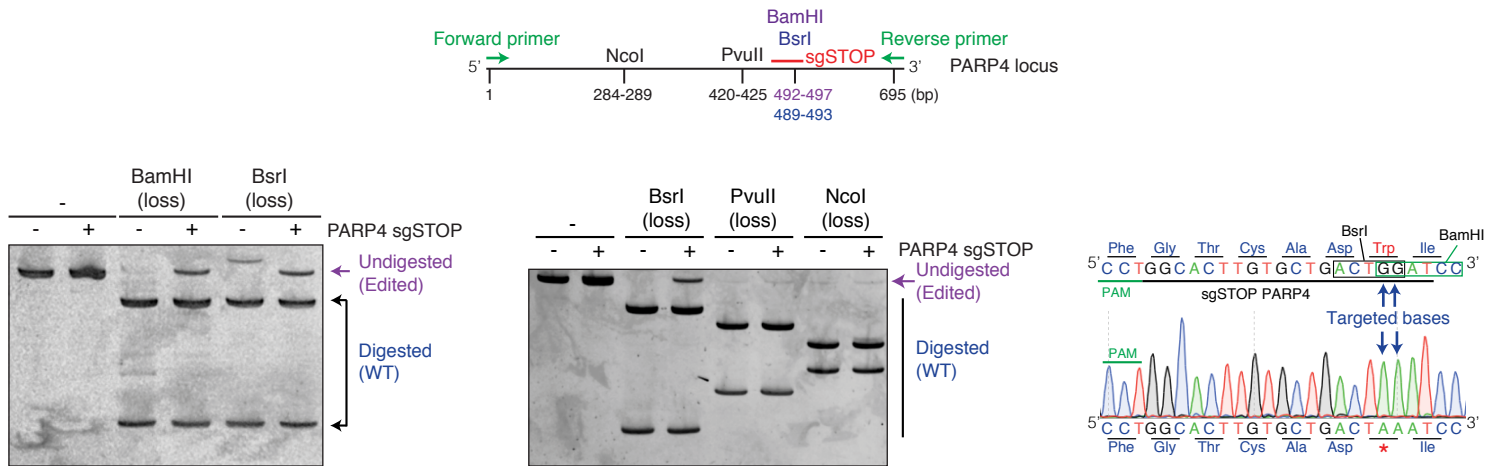 BamHI
BsrI
Forward primer
Reverse primer
NcoI
PvuII
sgSTOP
5'
3'
PARP4 locus
1
284-289
420-425
492-497
695 (bp)
489-493
BamHI
(loss)
BsrI
(loss)
-
- + - + - + PARP4 sgSTOP
Undigested
(Edited)
Digested
(WT)
BsrI
(loss)
PvuII
(loss)
NcoI
(loss)
-
- + - + - + - + PARP4 sgSTOP
Undigested
(Edited)
Digested
(WT)
BsrI
BamHI
Phe Gly Thr Cys Ala Asp Trp Ile
5' CCTGGCACTTGTGCTGACTGGATCC 3'
PAM
sgSTOP PARP4
Targeted bases
PAM
5' CCTGGCACTTGTGCTGACTAAATCC 3'
Phe Gly Thr Cys Ala Asp * Ile